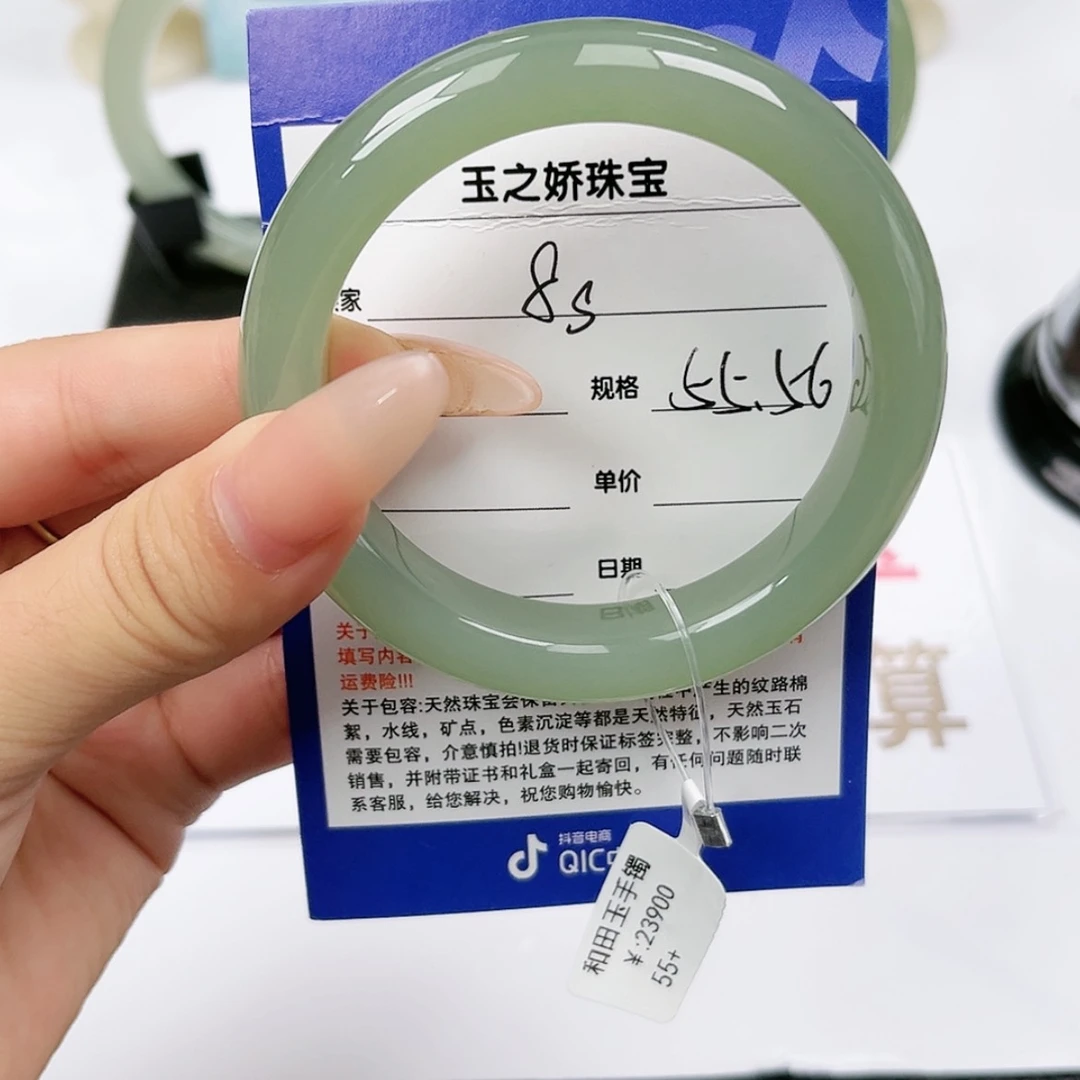 玉之娇珠宝
家 8s
规格 55.56
单价
日期
关于
填写内容
运费险!!!
关于包容:天然珠宝会保 生的纹路棉
絮，水线，矿点，色素沉淀等都是天然特征，天然玉石
需要包容，介意慎拍!退货时保证标签完整，不影响二次
销售，并附带证书和礼盒一起寄回，有任何问题随时联
系客服，给您解决，祝您购物愉快。
抖音电商
QIC
和田玉手镯
￥:23900
55+
算